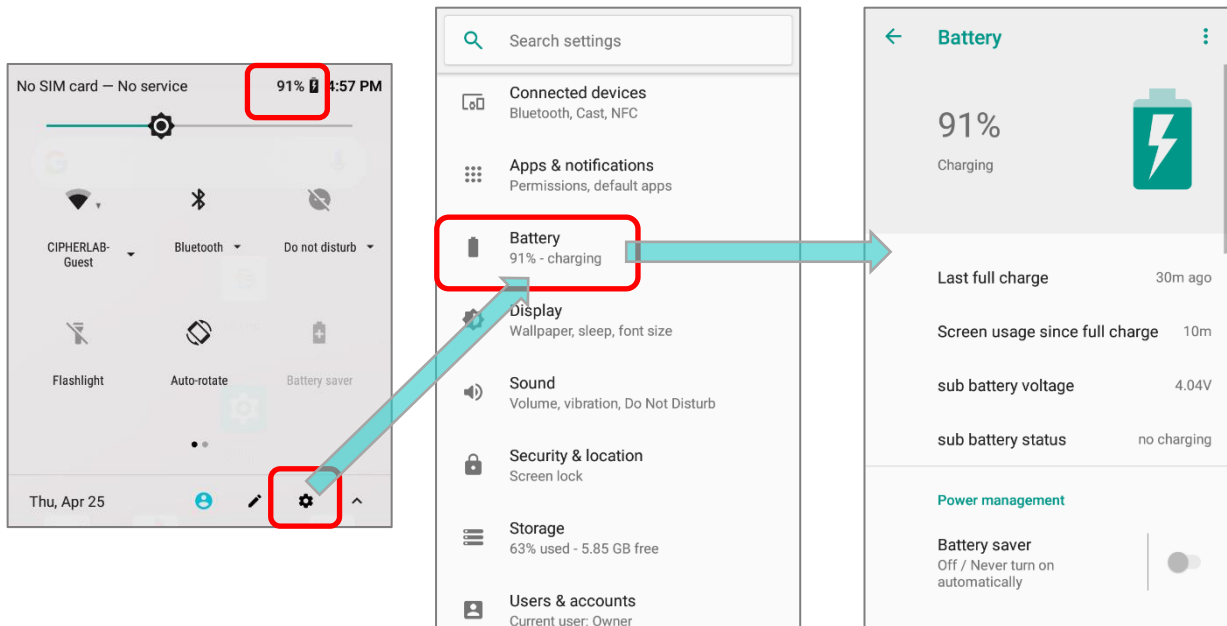 No SIM card — No service
91% 4:57 PM
CIPHERLAB-
Guest
Bluetooth
Do not disturb
Flashlight
Auto-rotate
Battery saver
Thu, Apr 25
Search settings
Connected devices
Bluetooth, Cast, NFC
Apps & notifications
Permissions, default apps
Battery
91% - charging
Display
Wallpaper, sleep, font size
Sound
Volume, vibration, Do Not Disturb
Security & location
Screen lock
Storage
63% used - 5.85 GB free
Users & accounts
Current user: Owner
Battery
91%
Charging
Last full charge 30m ago
Screen usage since full charge 10m
sub battery voltage 4.04V
sub battery status no charging
Power management
Battery saver
Off / Never turn on
automatically